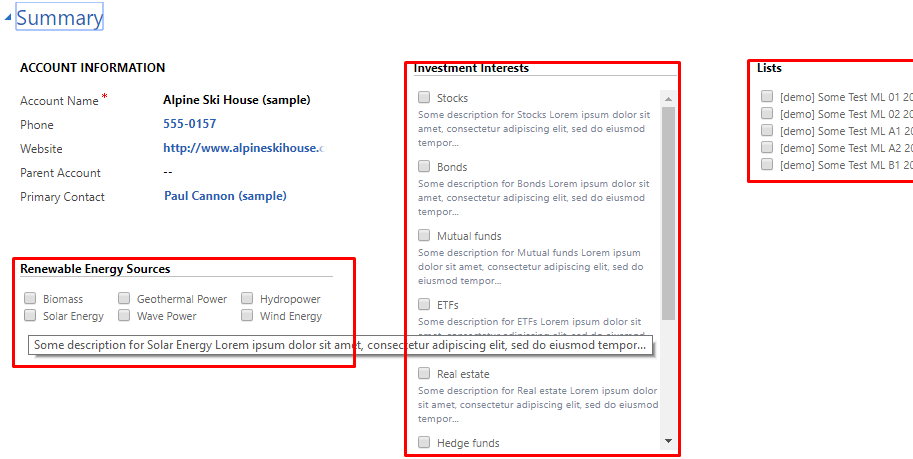 Summary
ACCOUNT INFORMATION
Account Name *
Alpine Ski House (sample)
Phone
555-0157
Website
http://www.alpineskihouse.c
Parent Account
--
Primary Contact
Paul Cannon (sample)
Renewable Energy Sources
Biomass
Geothermal Power
Hydropower
Solar Energy
Wave Power
Wind Energy
Some description for Solar Energy Lorem ipsum dolor sit amet, consectetur adipiscing elit, sed do eiusmod tempor...
Investment Interests
Stocks
Some description for Stocks Lorem ipsum dolor sit
amet, consectetur adipiscing elit, sed do eiusmod
tempor...
Bonds
Some description for Bonds Lorem ipsum dolor sit
amet, consectetur adipiscing elit, sed do eiusmod
tempor...
Mutual funds
Some description for Mutual funds Lorem ipsum
dolor sit amet, consectetur adipiscing elit, sed do
eiusmod tempor...
ETFs
Some description for ETFs Lorem ipsum dolor sit
Real estate
Some description for Real estate Lorem ipsum dolor
sit amet, consectetur adipiscing elit, sed do eiusmod
tempor...
Hedge funds
Lists
[demo] Some Test ML 01 20
[demo] Some Test ML 02 20
[demo] Some Test ML A1 20
[demo] Some Test ML A2 20
[demo] Some Test ML B1 20